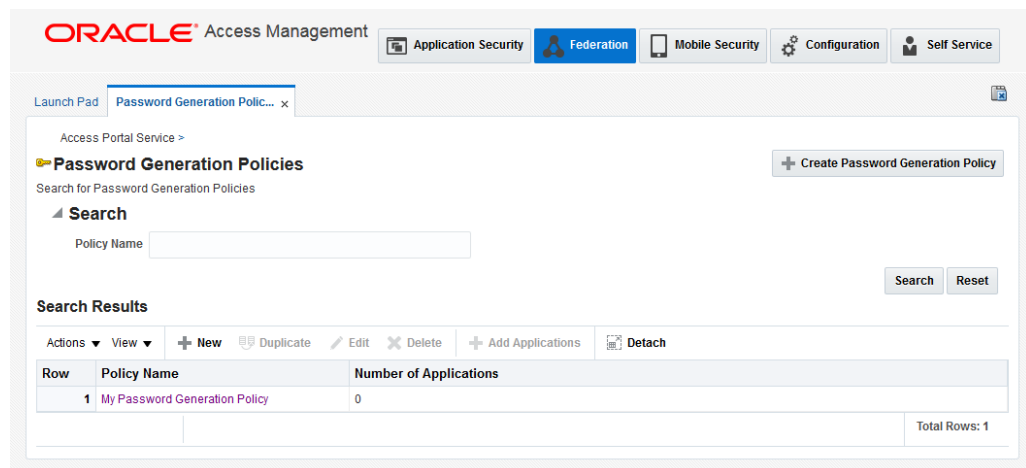 ORACLE Access Management
Application Security Federation Mobile Security Configuration Self Service
Launch Pad Password Generation Polic... x
Access Portal Service >
Password Generation Policies Create Password Generation Policy
Search for Password Generation Policies
Search
Policy Name
Search Reset
Search Results
Actions View New Duplicate Edit Delete Add Applications Detach
Row Policy Name Number of Applications
1 My Password Generation Policy 0
Total Rows: 1